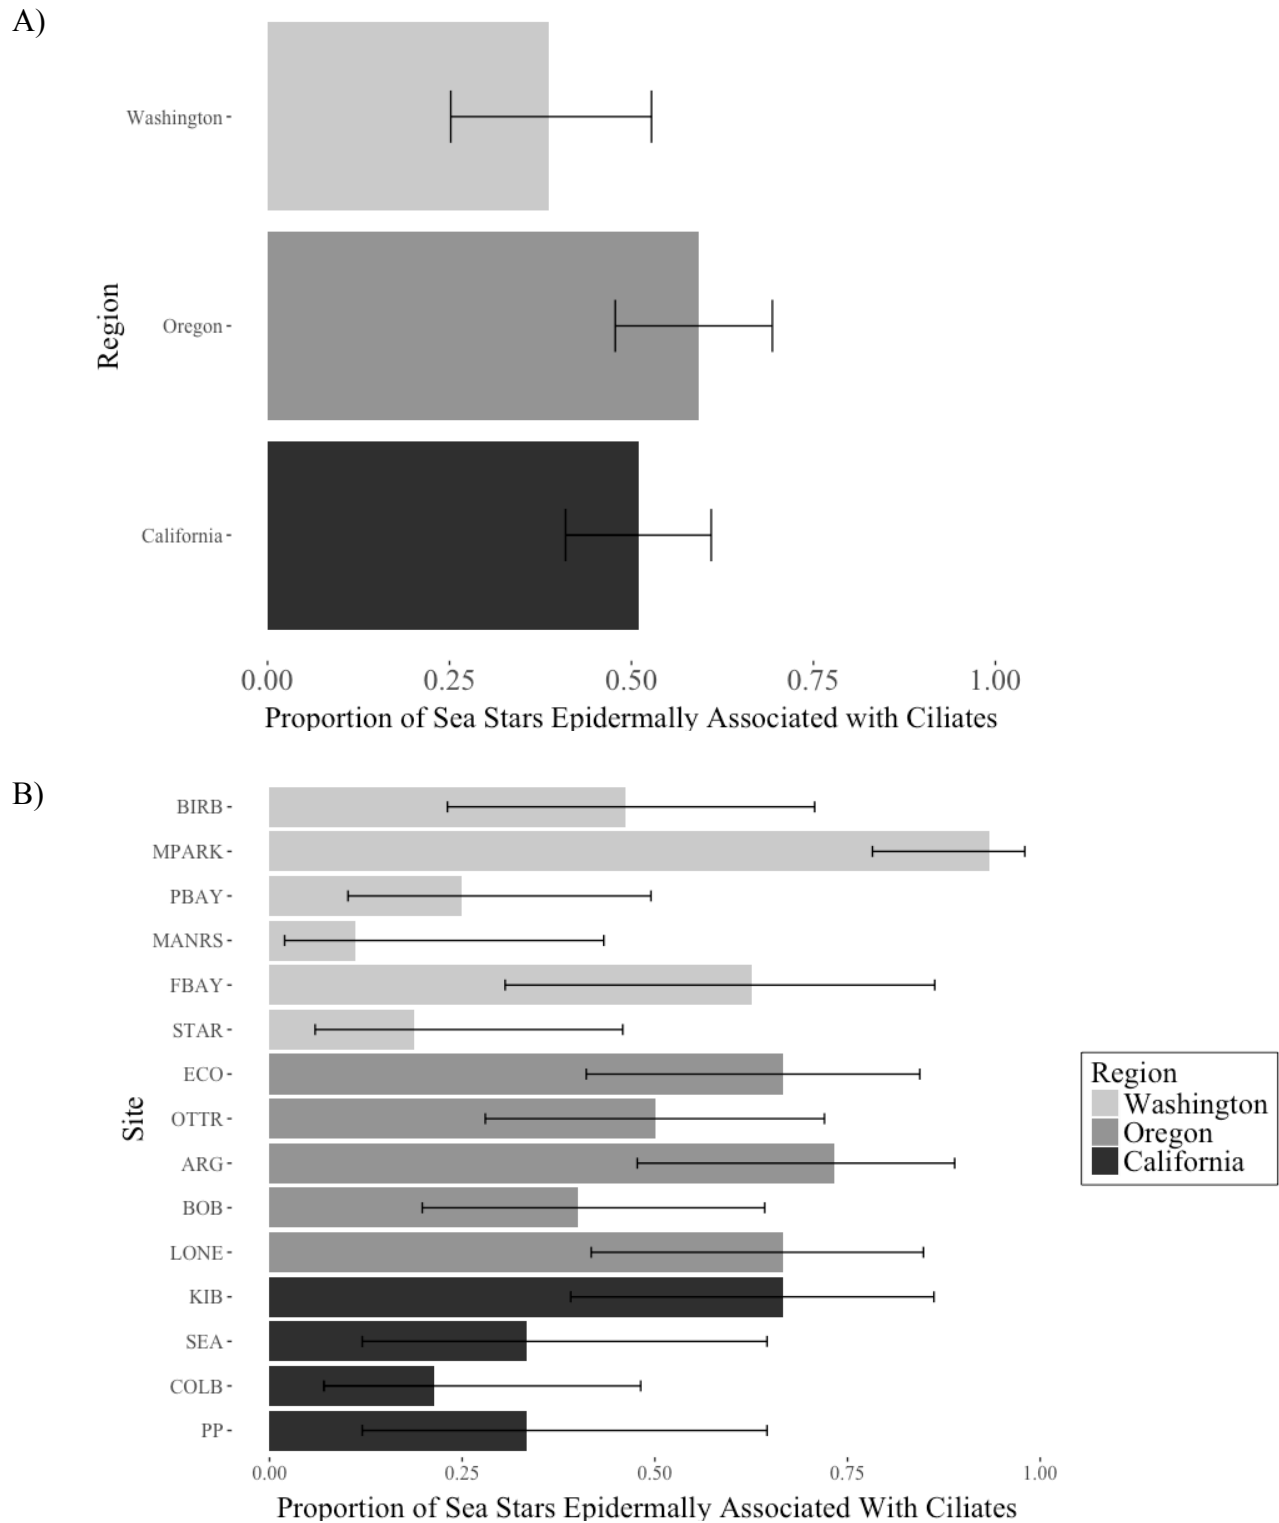 A)
Washington
Oregon
California
Region
0.00 0.25 0.50 0.75 1.00
Proportion of Sea Stars Epidermally Associated with Ciliates
B)
BIRB
MPARK
PBAY
MANRS
FBAY
STAR
ECO
OTTR
ARG
BOB
LONE
KIB
SEA
COLB
PP
Site
0.00 0.25 0.50 0.75 1.00
Proportion of Sea Stars Epidermally Associated With Ciliates
Region
Washington
Oregon
California